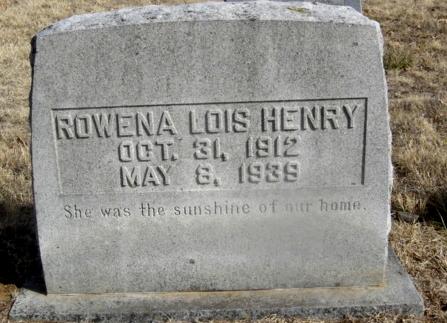 ROWENA LOIS HENRY
OCT. 31, 1912
MAY 8, 1939
She was the sunshine of our home.